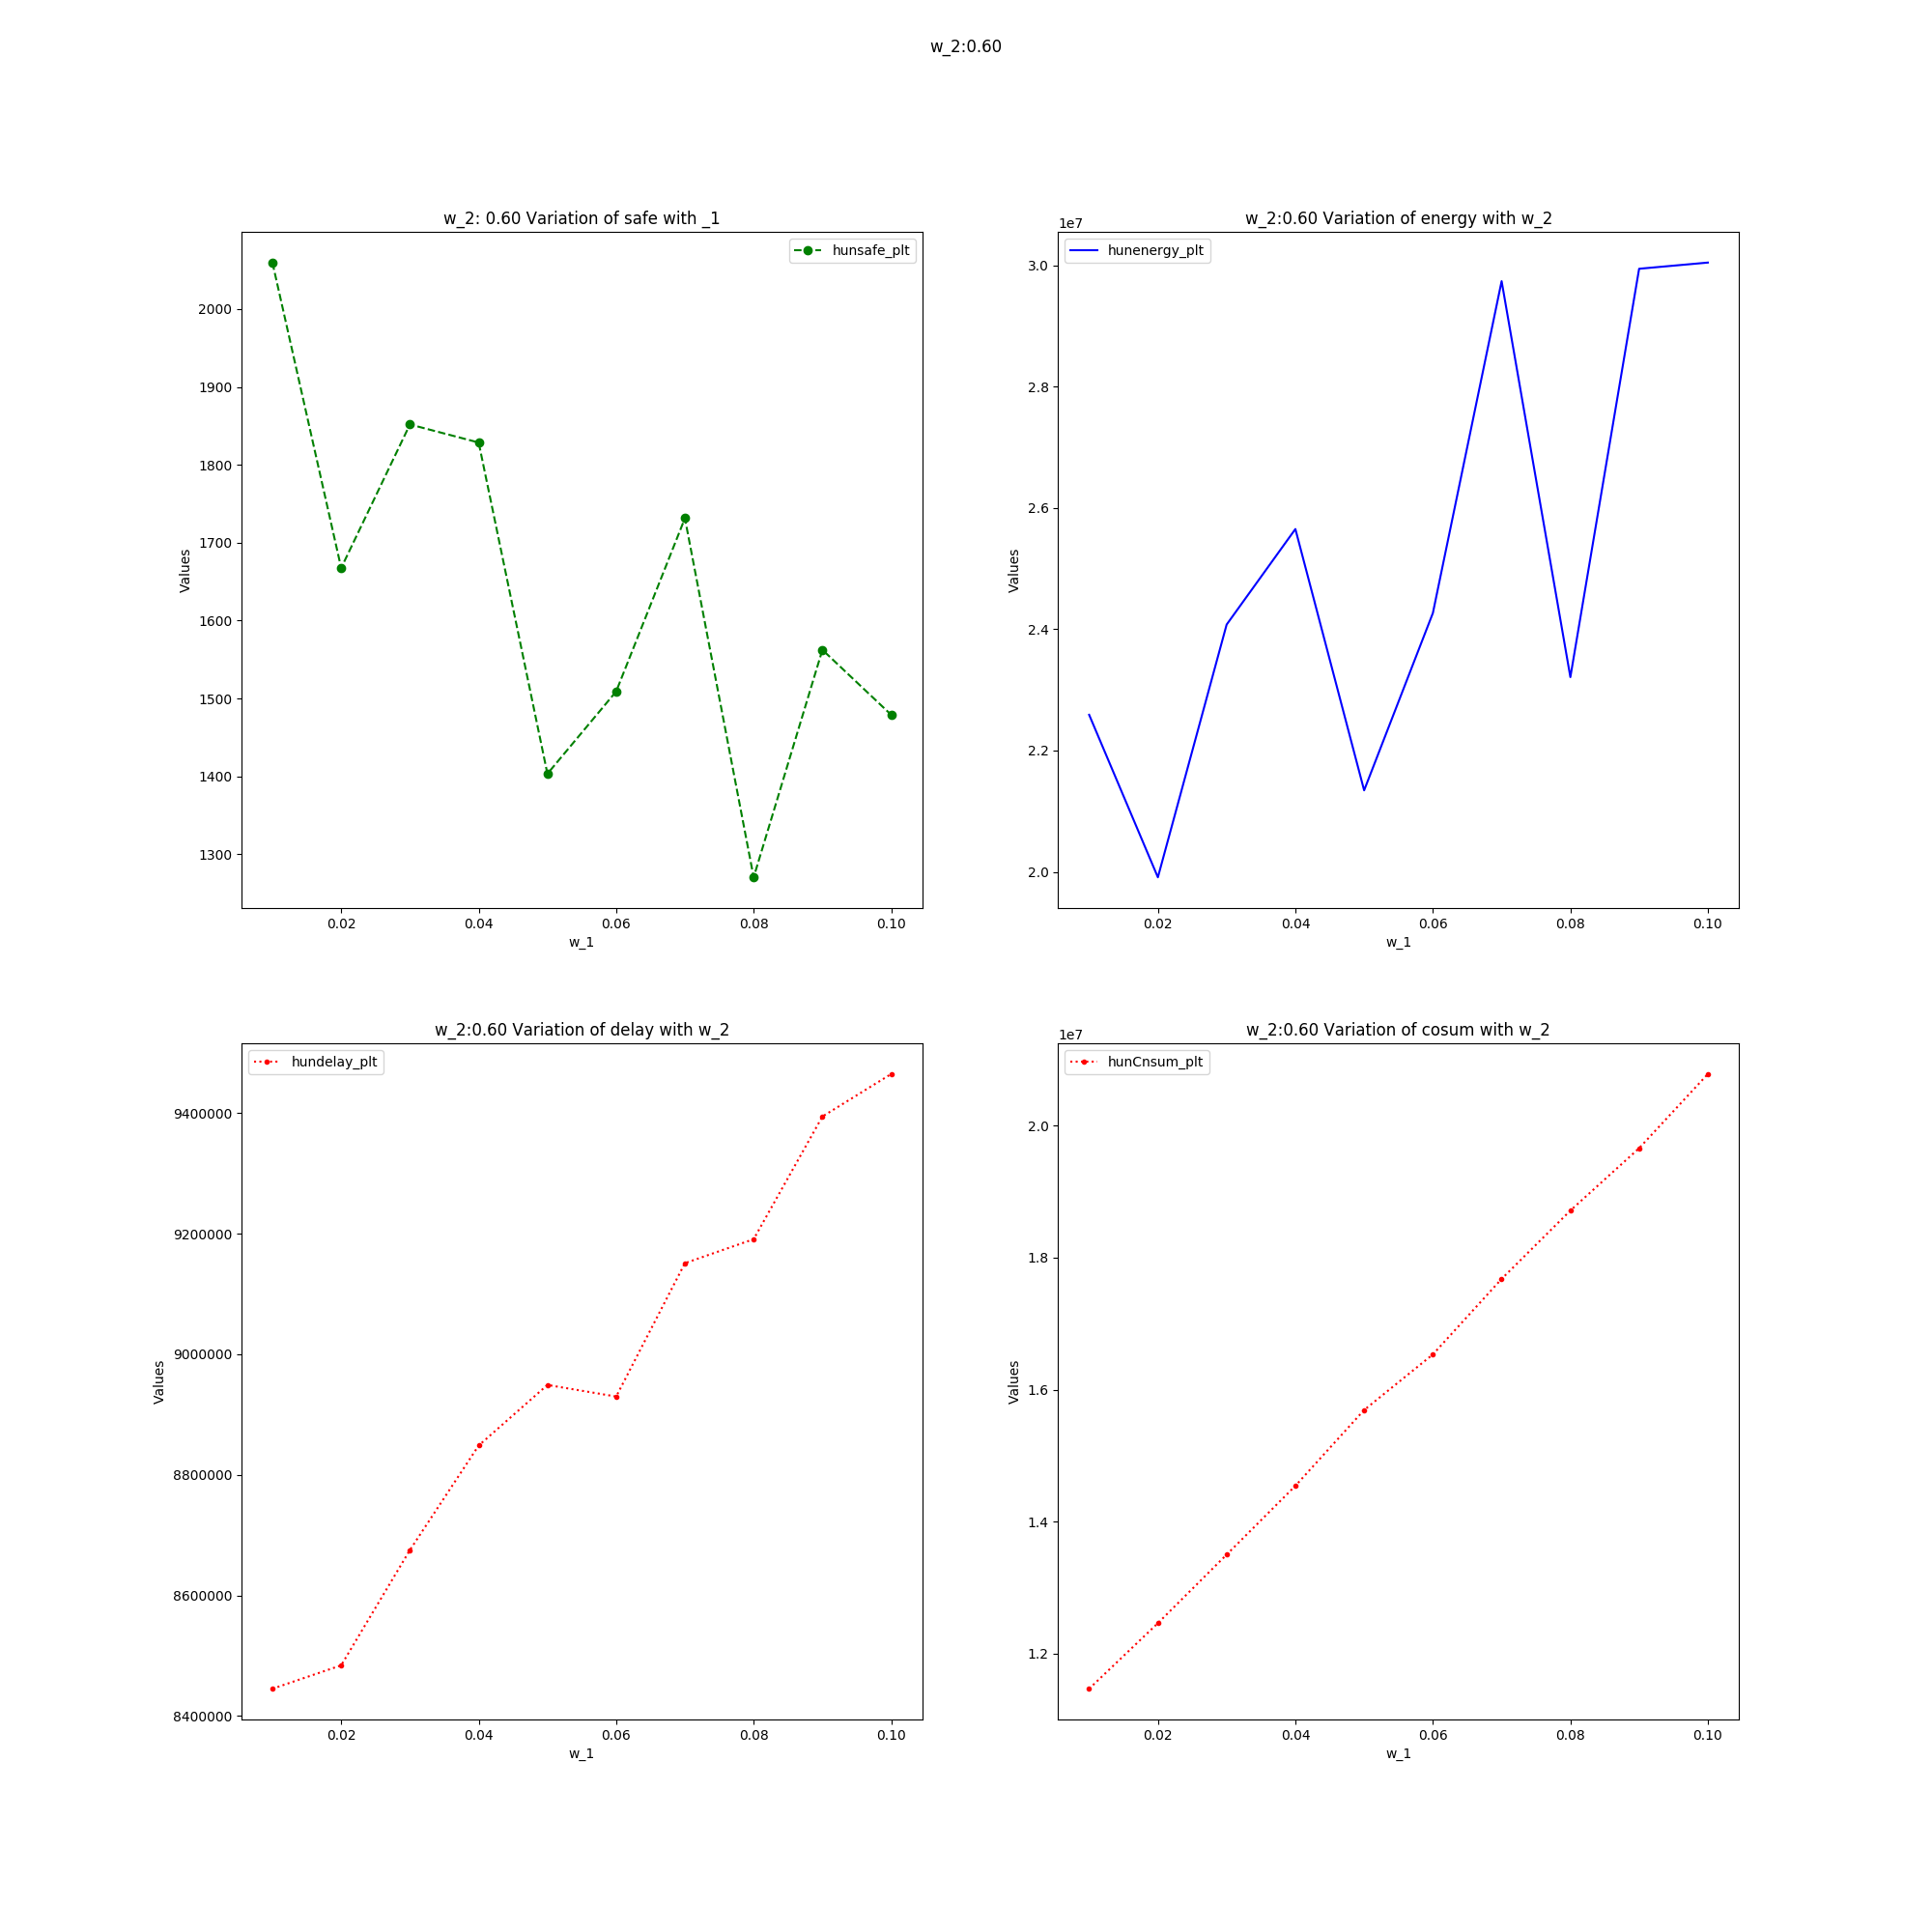 w_2:0.60
w_2: 0.60 Variation of safe with _1
hunsafe_plt
Values
2000
1900
1800
1700
1600
1500
1400
1300
0.02 0.04 0.06 0.08 0.10
w_1
w_2:0.60 Variation of energy with w_2
1e7
hunenergy_plt
Values
3.0
2.8
2.6
2.4
2.2
2.0
0.02 0.04 0.06 0.08 0.10
w_1
w_2:0.60 Variation of delay with w_2
hundelay_plt
Values
9400000
9200000
9000000
8800000
8600000
8400000
0.02 0.04 0.06 0.08 0.10
w_1
w_2:0.60 Variation of cosum with w_2
1e7
hunCnsum_plt
Values
2.0
1.8
1.6
1.4
1.2
0.02 0.04 0.06 0.08 0.10
w_1